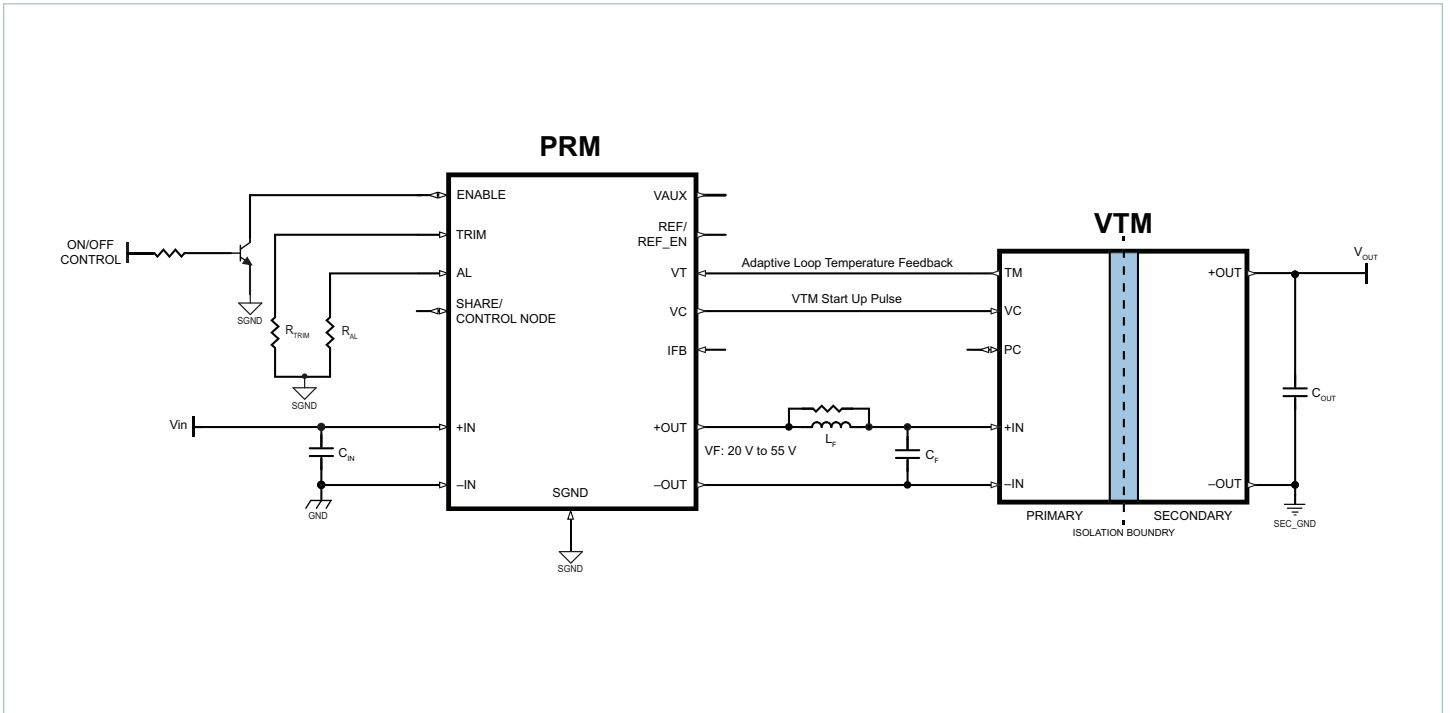 PRM
ENABLE
TRIM
AL
SHARE/
CONTROL NODE
+IN
–IN
VAUX
REF/
REF_EN
VT
VC
IFB
+OUT
–OUT
SGND
SGND
ON/OFF
CONTROL
SGND
R_TRIM
R_AL
SGND
Vin
C_IN
GND
Adaptive Loop Temperature Feedback
VTM Start Up Pulse
VF: 20 V to 55 V
L_F
C_F
VTM
TM
VC
PC
+IN
–IN
+OUT
–OUT
PRIMARY
SECONDARY
ISOLATION BOUNDRY
V_OUT
C_OUT
SEC_GND